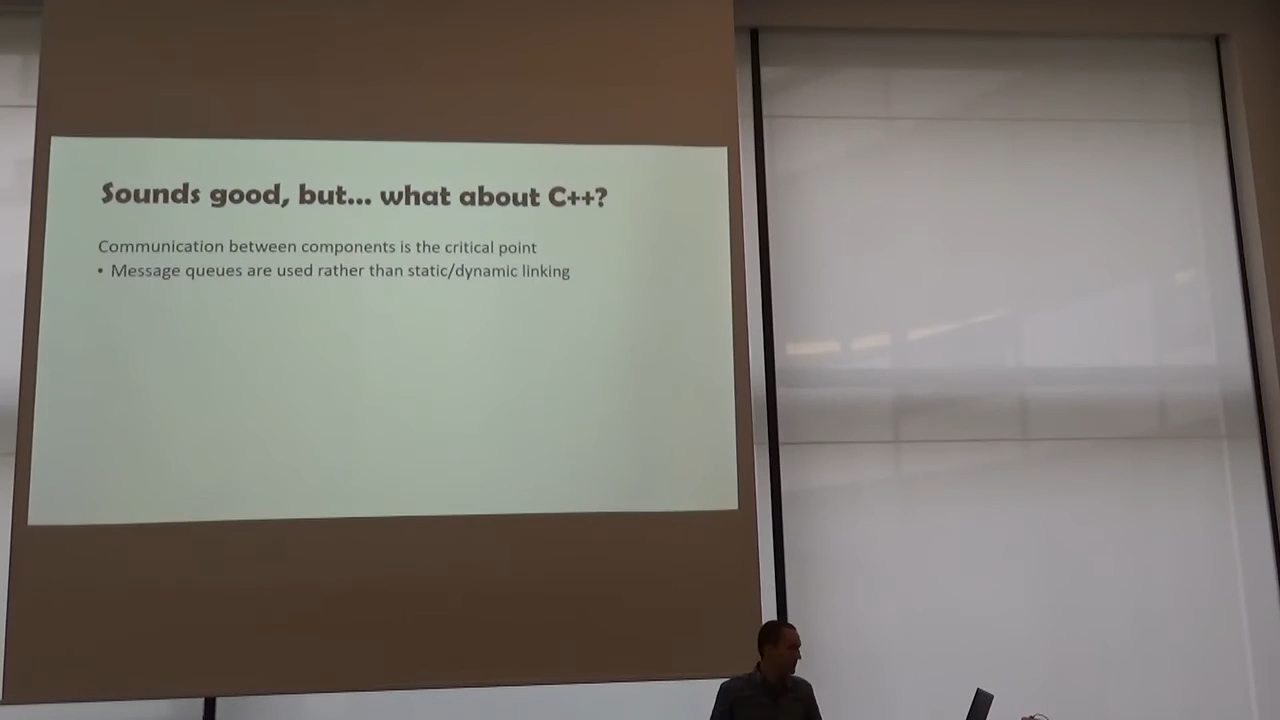 Sounds good, but... what about C++?
Communication between components is the critical point
• Message queues are used rather than static/dynamic linking